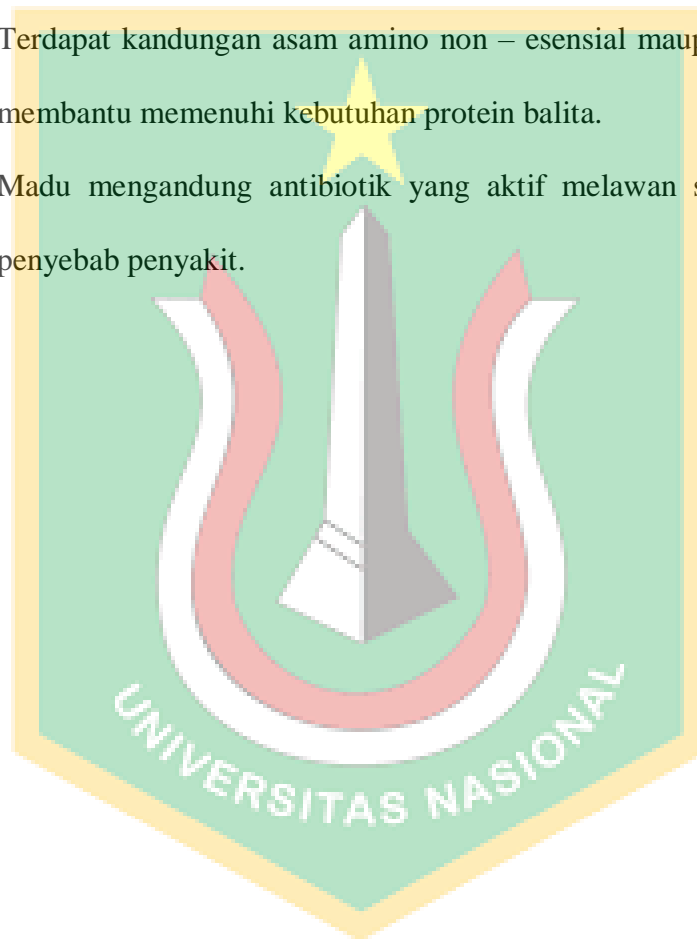 Terdapat kandungan asam amino non – esensial
membantu memenuhi kebutuhan protein balita.
Madu mengandung antibiotik yang aktif melawan
penyebab penyakit.
UNIVERSITAS NASIONAL